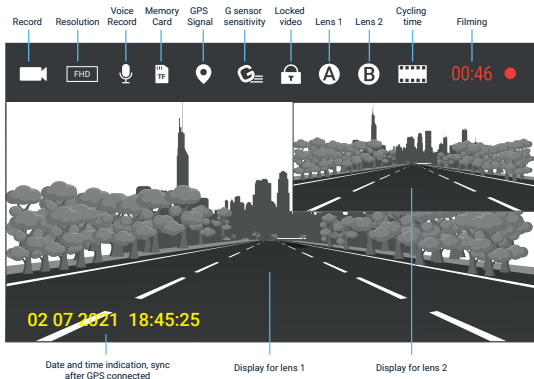 Record
Resolution
Voice
Record
Memory
Card
GPS
Signal
G sensor
sensitivity
Locked
video
Lens 1
Lens 2
Cycling
time
Filming
FHD
TF
G
A
B
00:46
02 07 2021 18:45:25
Date and time indication, sync
after GPS connected
Display for lens 1
Display for lens 2